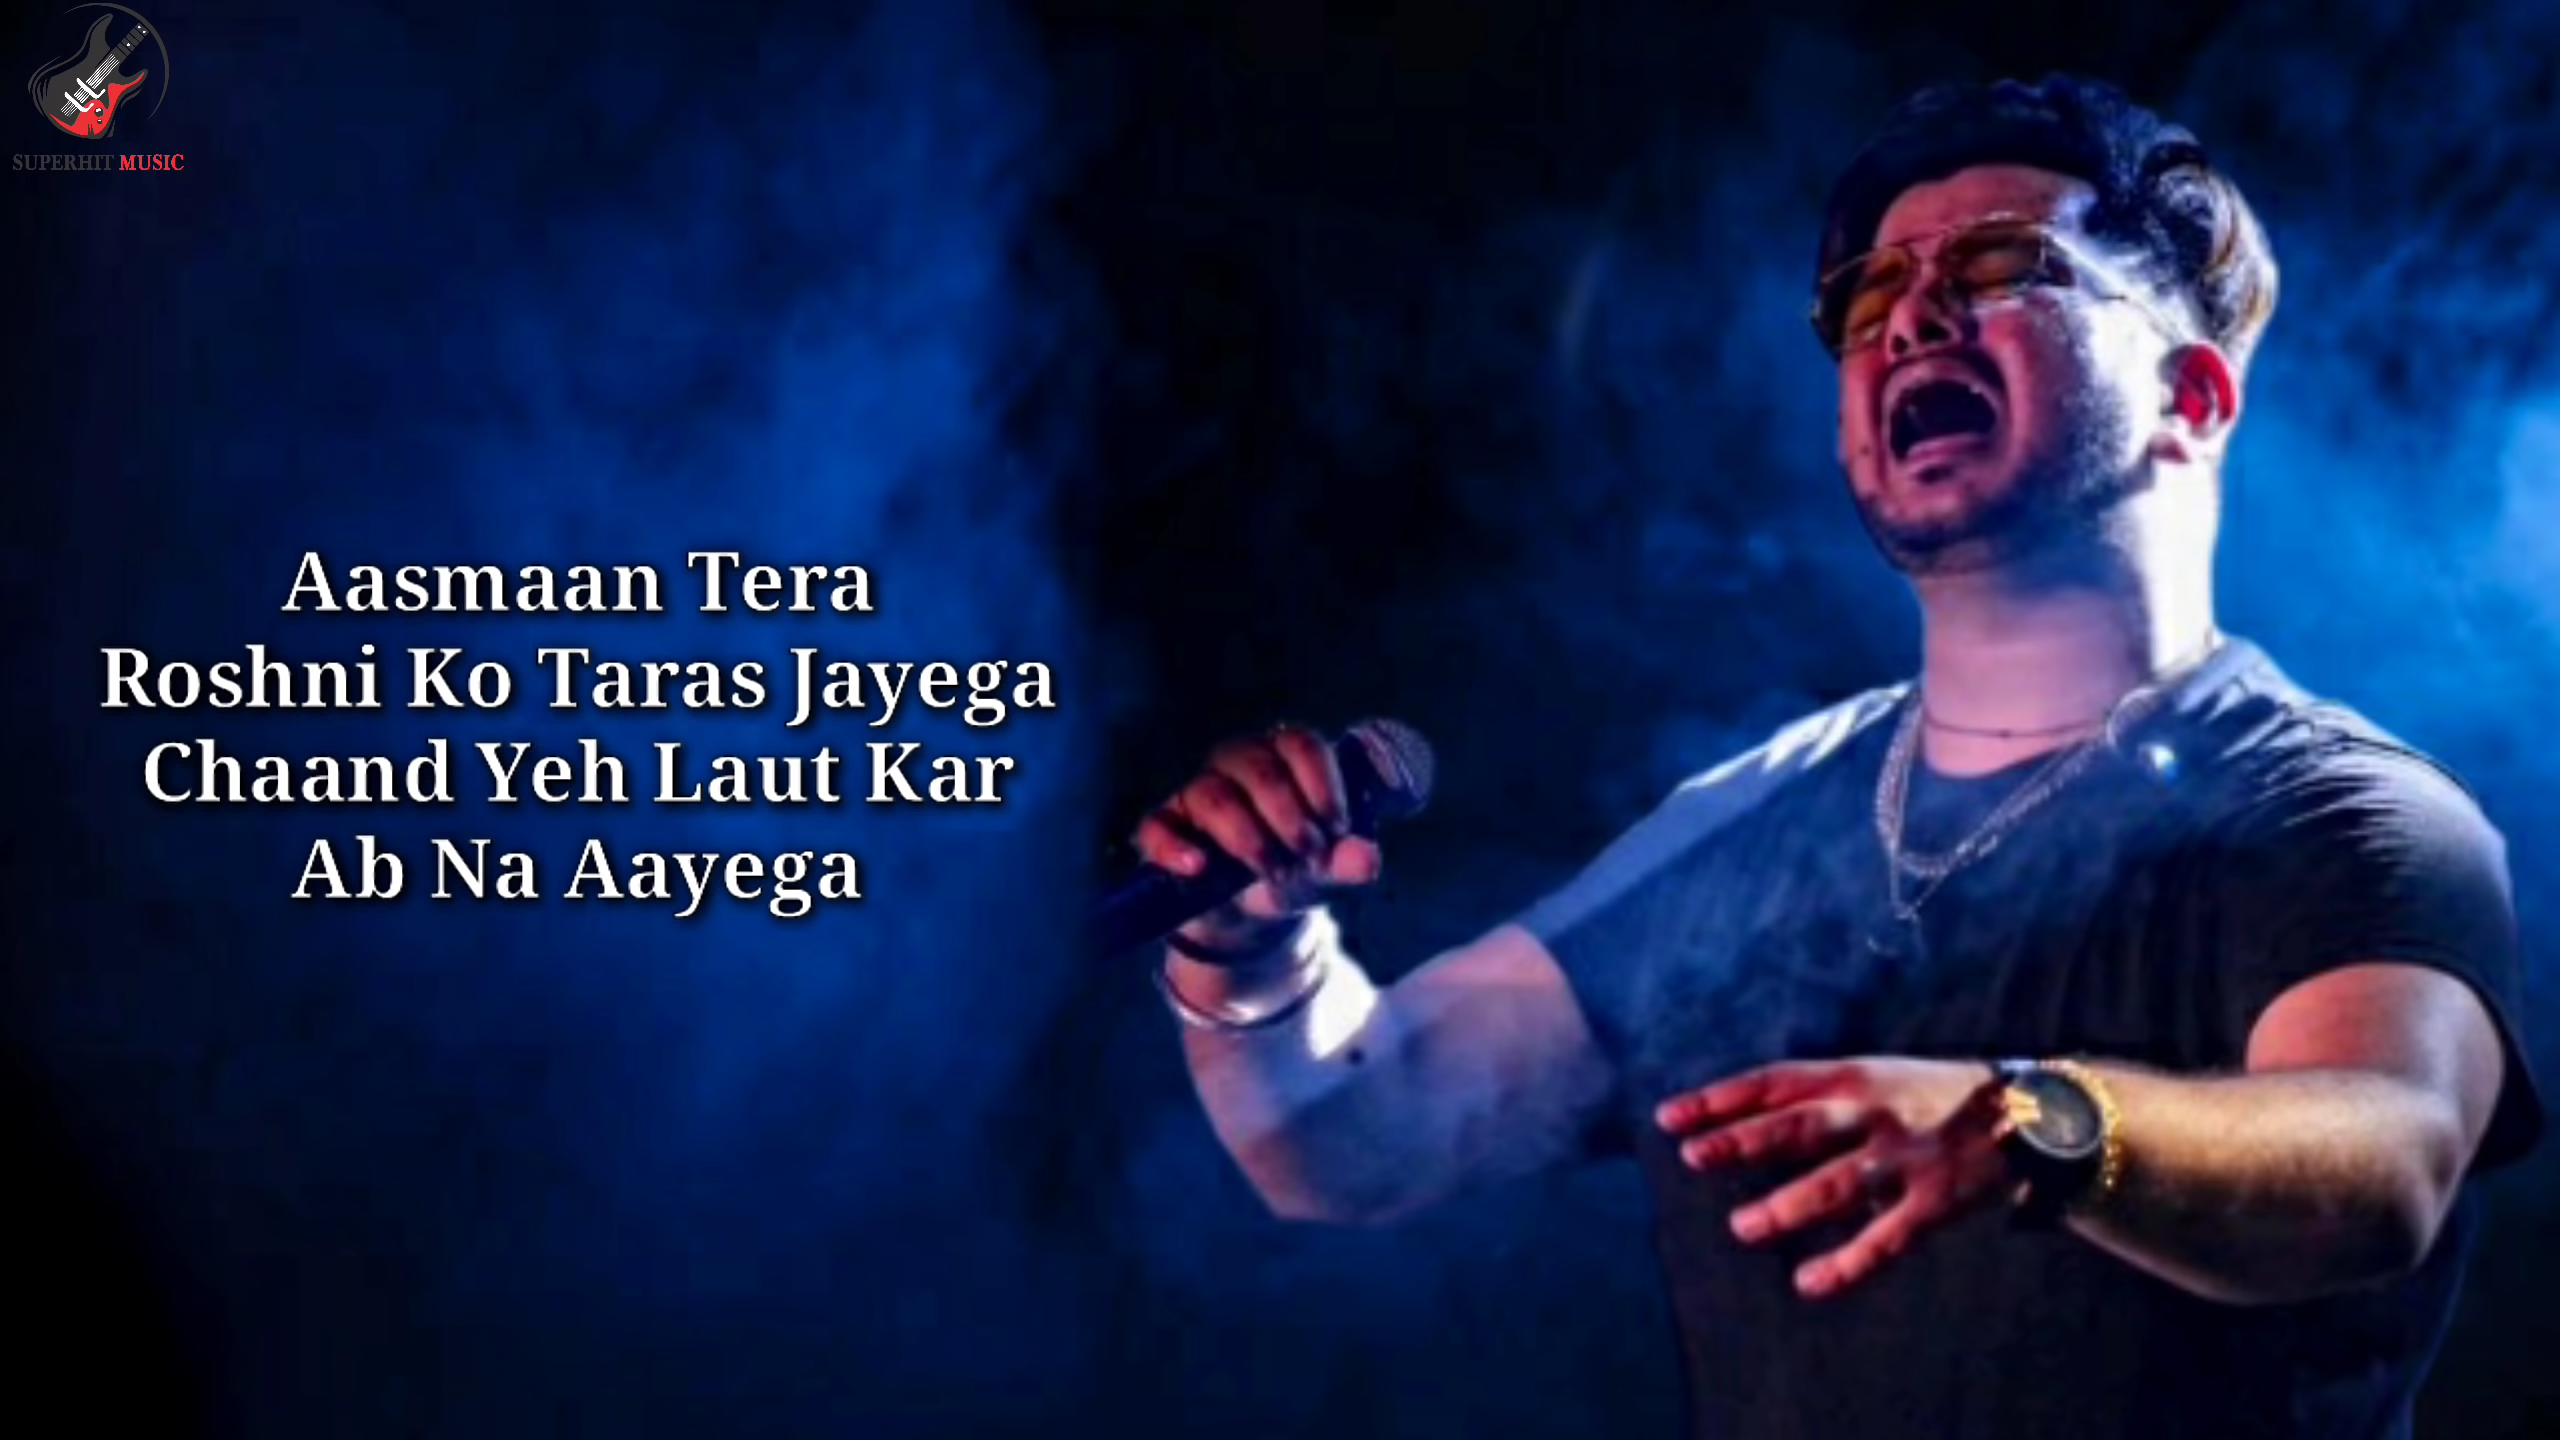 SUPERHIT MUSIC
Aasmaan Tera
Roshni Ko Taras Jayega
Chaand Yeh Laut Kar
Ab Na Aayega